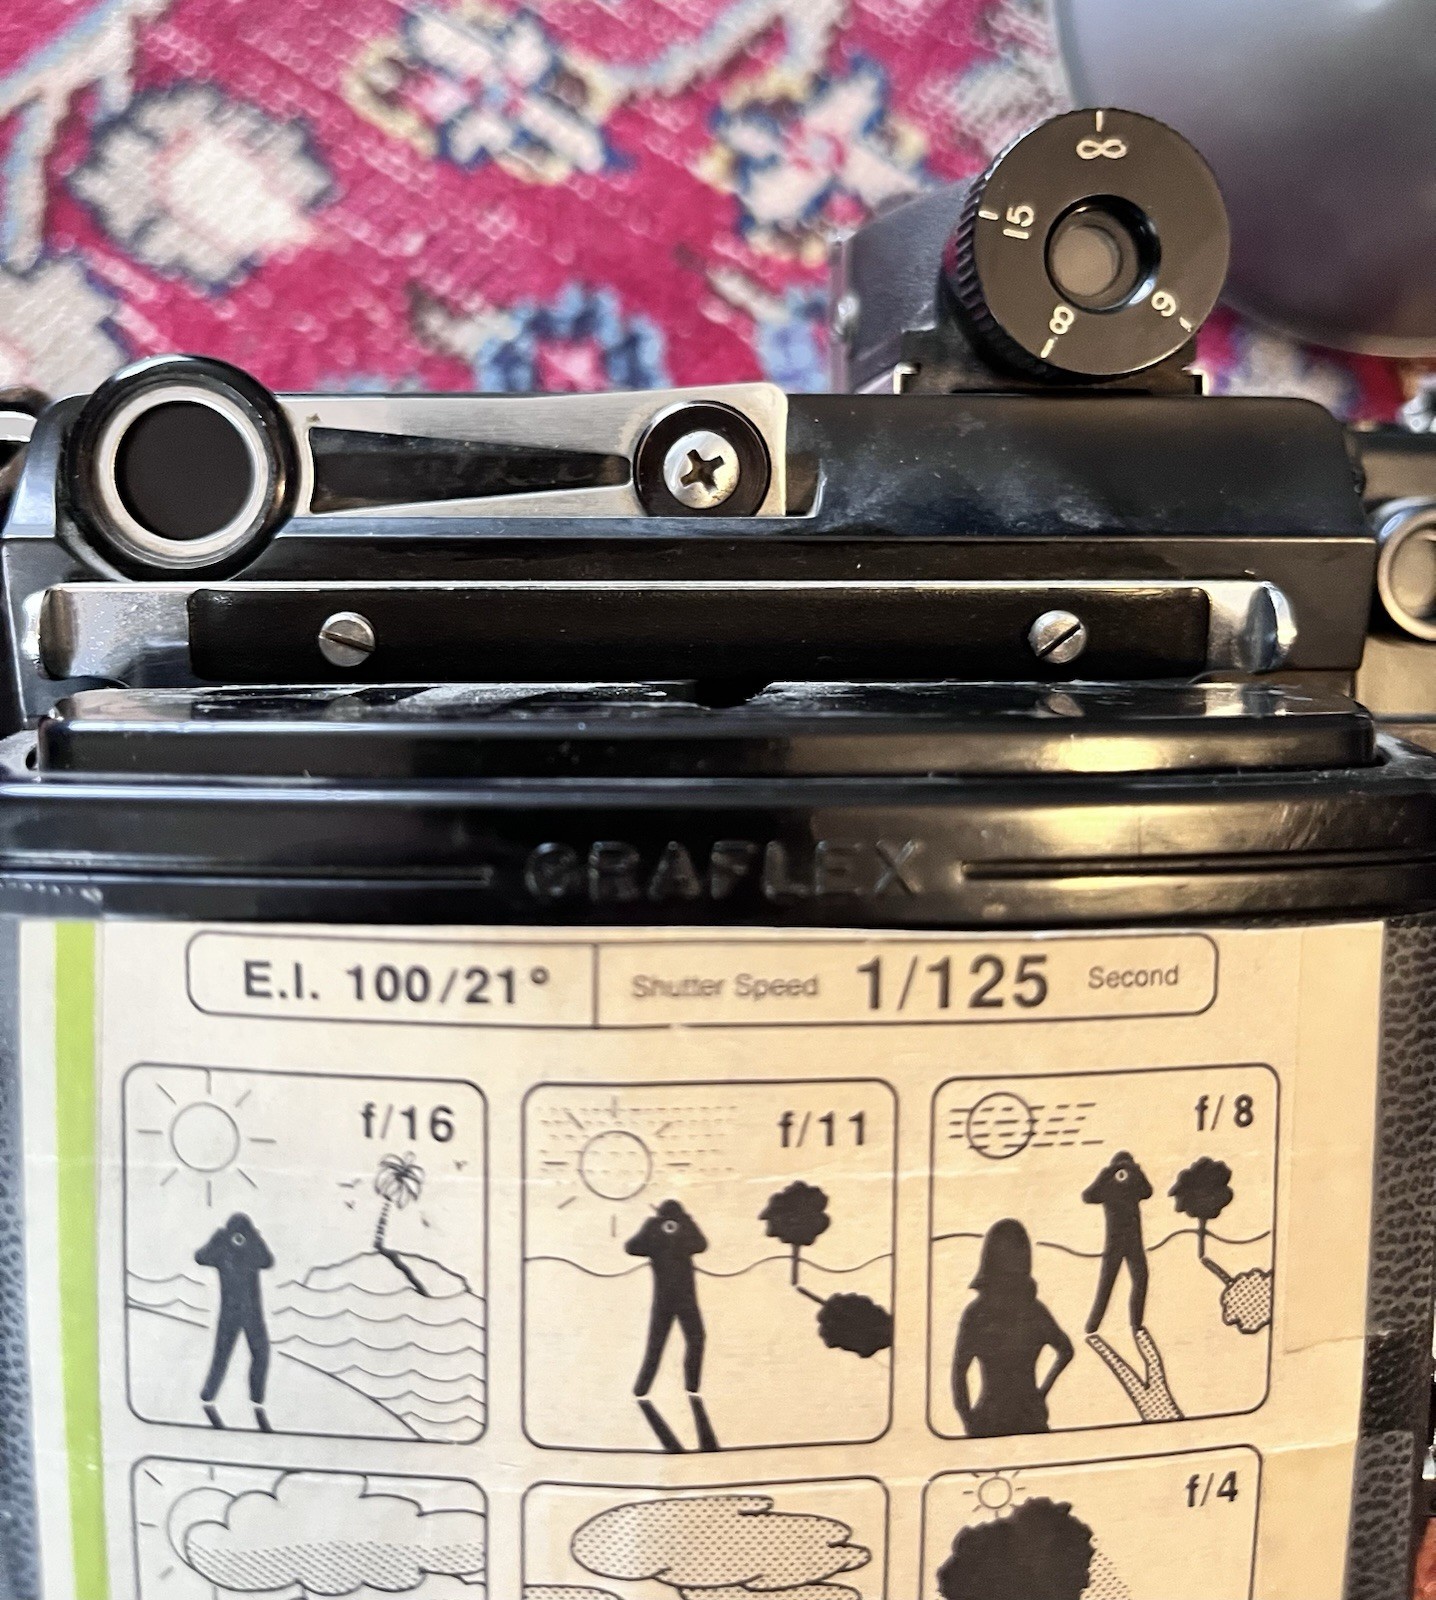 ∞
15
8
6
GRAFLEX
E.I. 100/21° Shutter Speed 1/125 Second
f/16 f/11 f/8
f/4